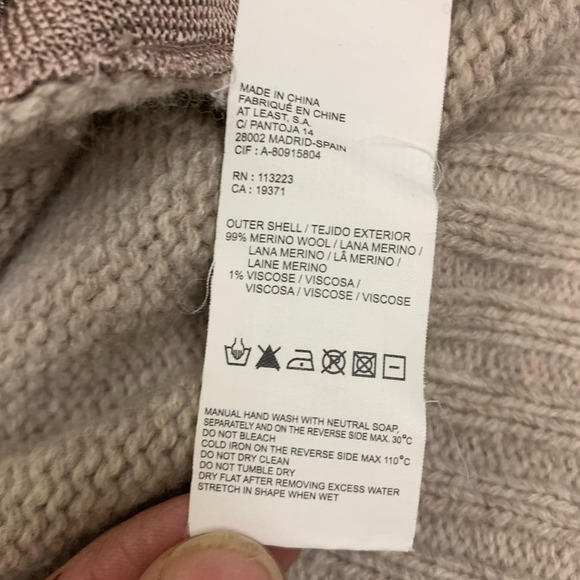 MADE IN CHINA
FABRIQUÉ EN CHINE
AT LEAST, S.A.
C/ PANTOJA 14
28002 MADRID-SPAIN
CIF : A-80915804
RN : 113223
CA : 19371
OUTER SHELL / TEJIDO EXTERIOR
99% MERINO WOOL / LANA MERINO /
LANA MERINO / LÃ MERINO /
LAINE MERINO
1% VISCOSE / VISCOSA /
VISCOSA / VISCOSE / VISCOSE
MANUAL HAND WASH WITH NEUTRAL SOAP,
SEPARATELY AND ON THE REVERSE SIDE MAX. 30°C
DO NOT BLEACH
COLD IRON ON THE REVERSE SIDE MAX 110°C
DO NOT DRY CLEAN
DO NOT TUMBLE DRY
DRY FLAT AFTER REMOVING EXCESS WATER
STRETCH IN SHAPE WHEN WET